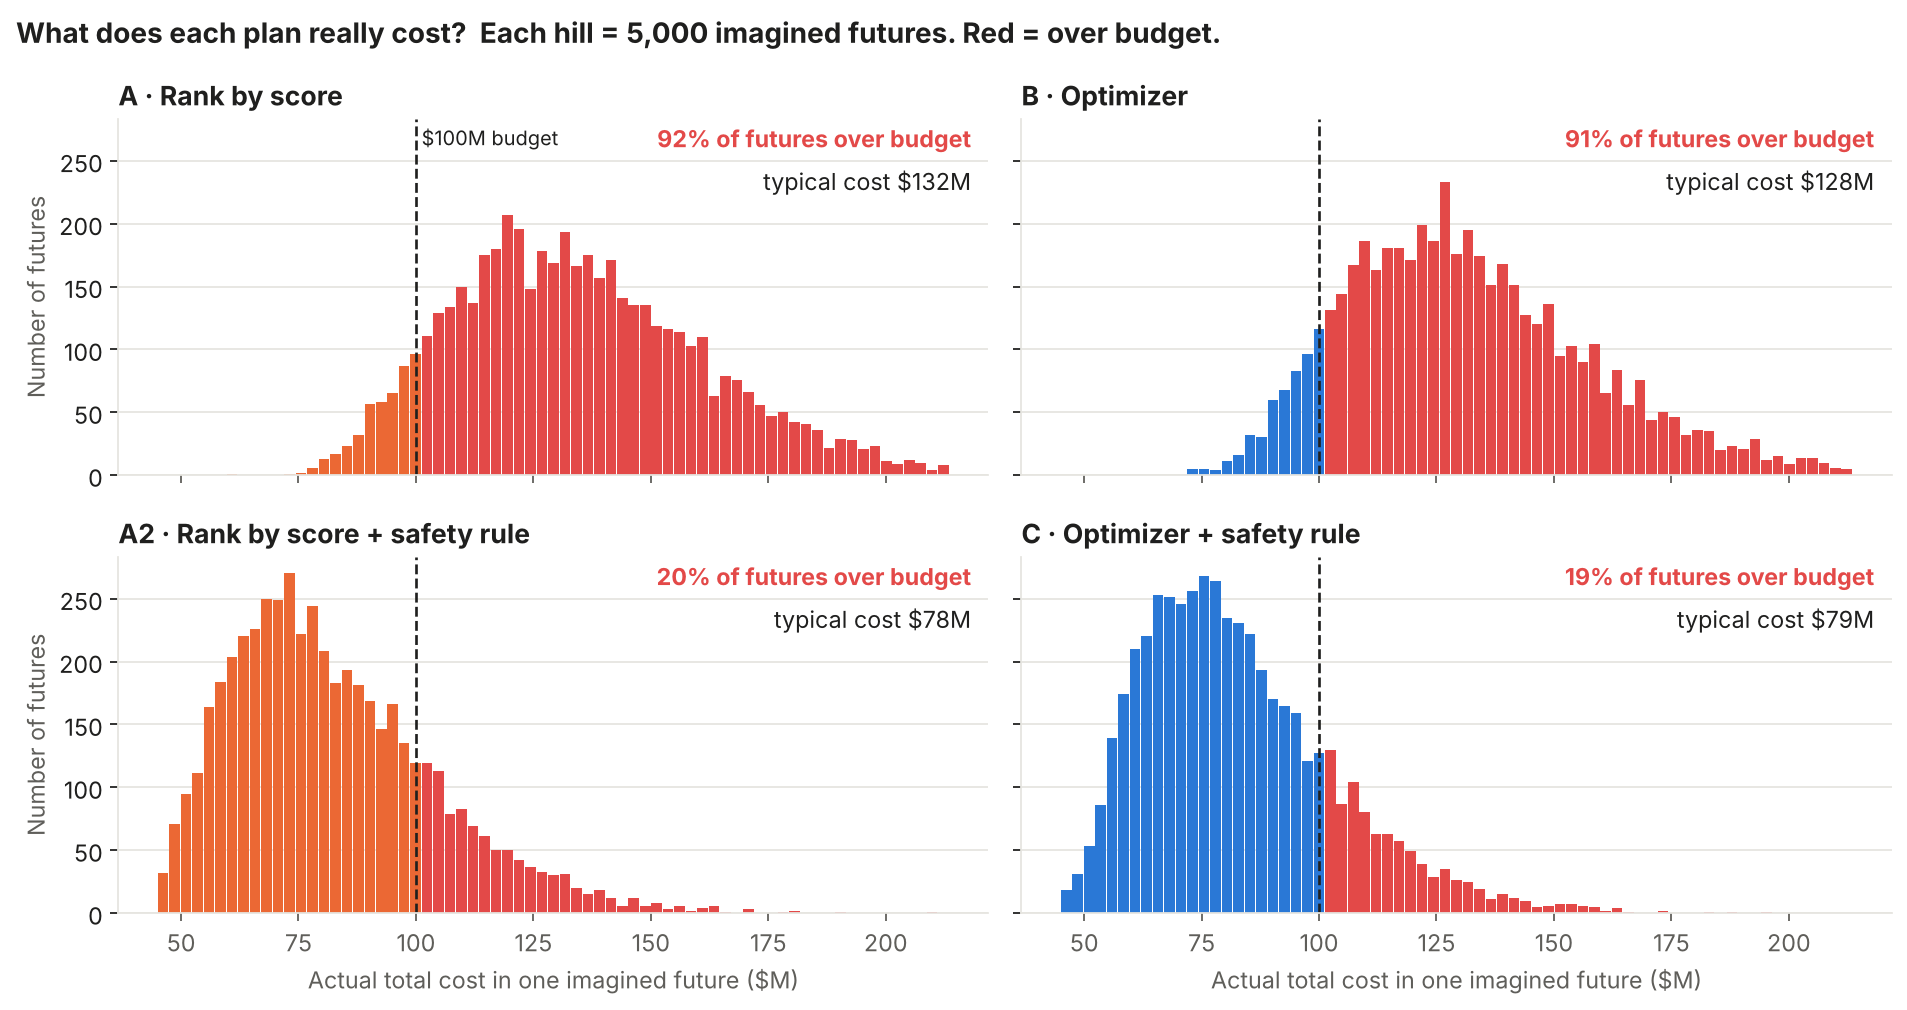 What does each plan really cost?  Each hill = 5,000 imagined futures. Red = over budget.
A · Rank by score
$100M budget
92% of futures over budget
typical cost $132M
Number of futures
250
200
150
100
50
0
B · Optimizer
91% of futures over budget
typical cost $128M
A2 · Rank by score + safety rule
20% of futures over budget
typical cost $78M
Number of futures
250
200
150
100
50
0
50 75 100 125 150 175 200
Actual total cost in one imagined future ($M)
C · Optimizer + safety rule
19% of futures over budget
typical cost $79M
50 75 100 125 150 175 200
Actual total cost in one imagined future ($M)